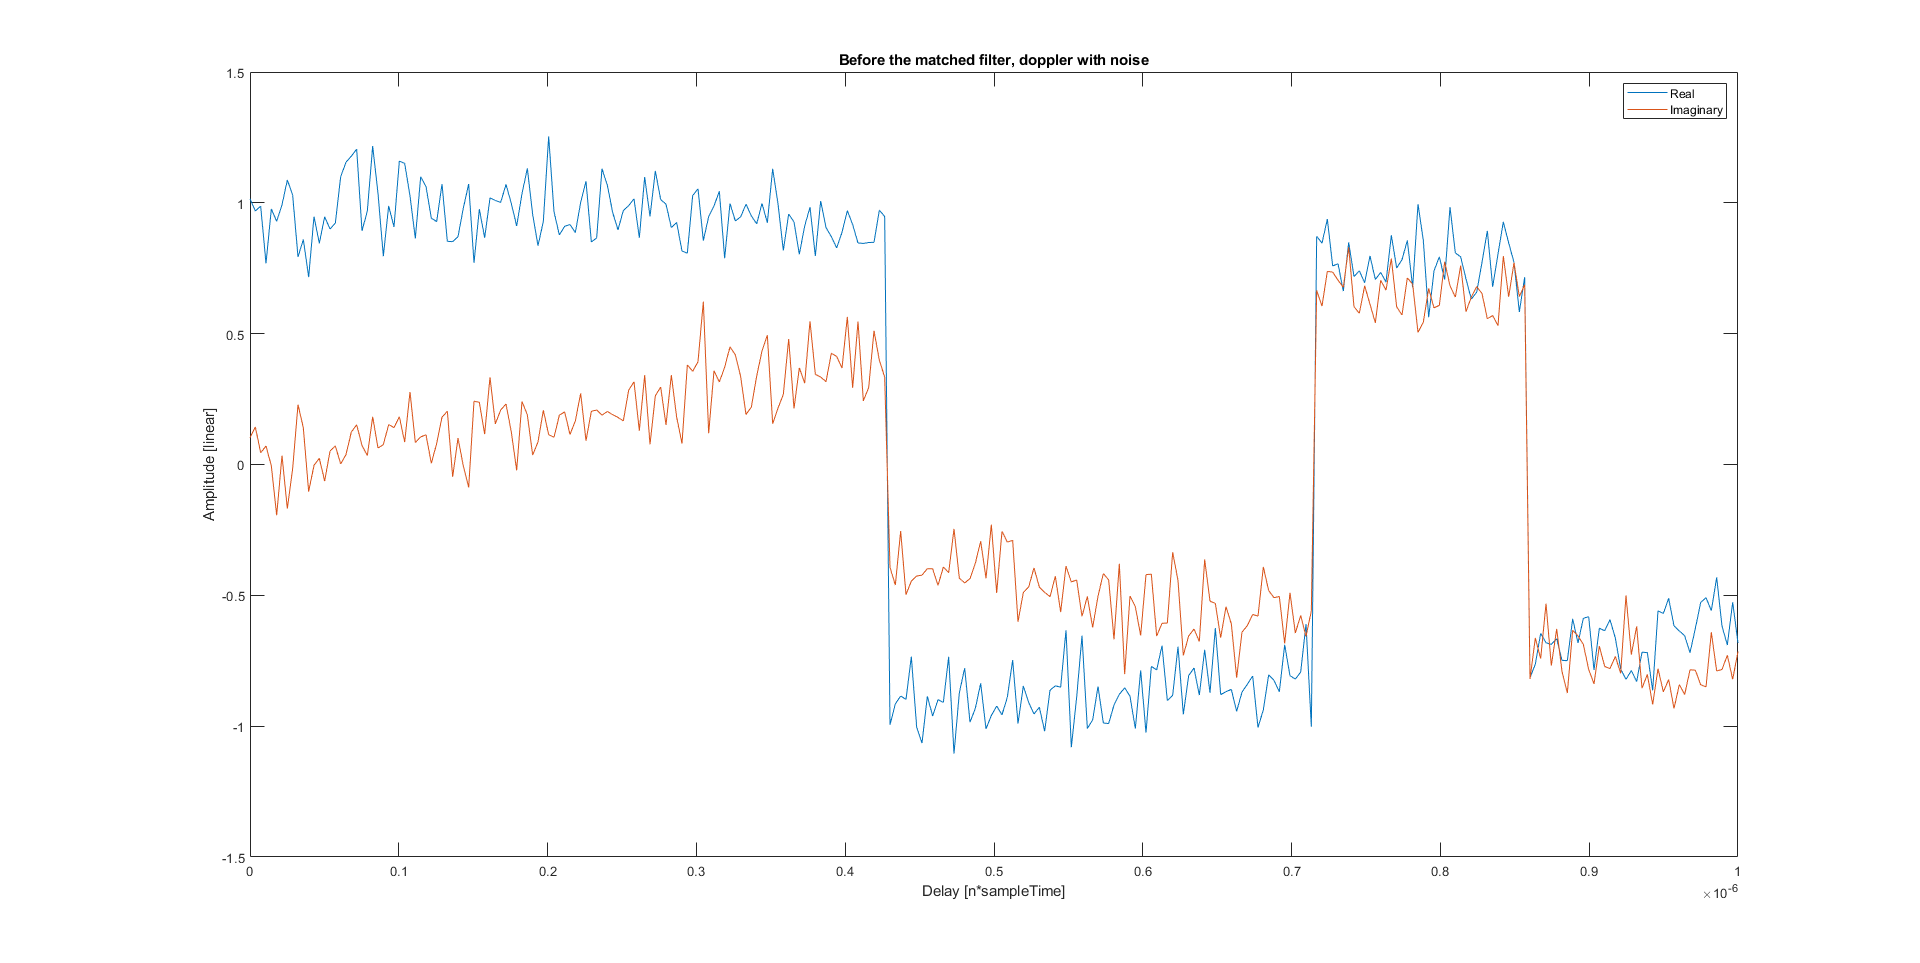 Before the matched filter, doppler with noise
Real
Imaginary
1.5
1
0.5
0
-0.5
-1
-1.5
Amplitude [linear]
0 0.1 0.2 0.3 0.4 0.5 0.6 0.7 0.8 0.9 1
Delay [n*sampleTime]
×10-6